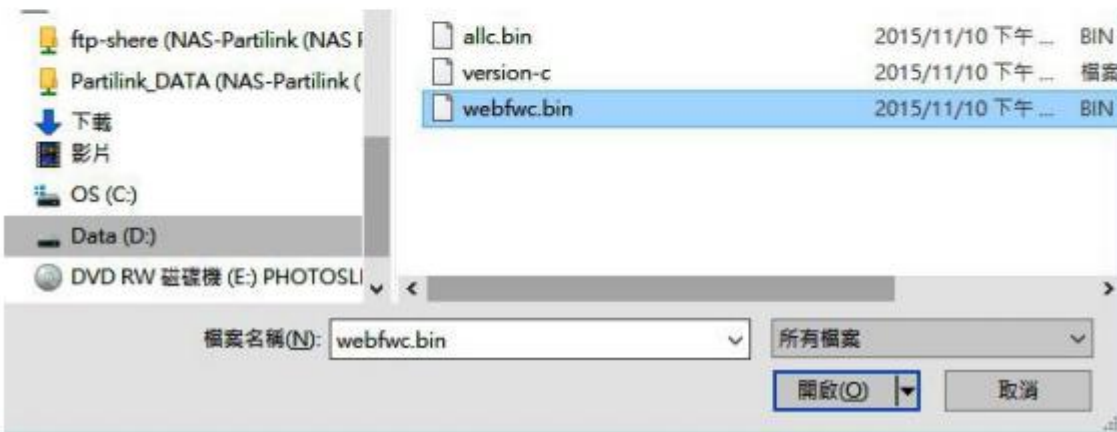 ftp-shere (NAS-Partilink (NAS
Partilink_DATA (NAS-Partilink (
下載
影片
OS (C:)
Data (D:)
DVD RW 磁碟機 (E:) PHOTOSL
allc.bin 2015/11/10 下午 ... BIN
version-c 2015/11/10 下午 ... 檔案
webfwc.bin 2015/11/10 下午 ... BIN
檔案名稱(N): webfwc.bin 所有檔案
開啟(O) 取消